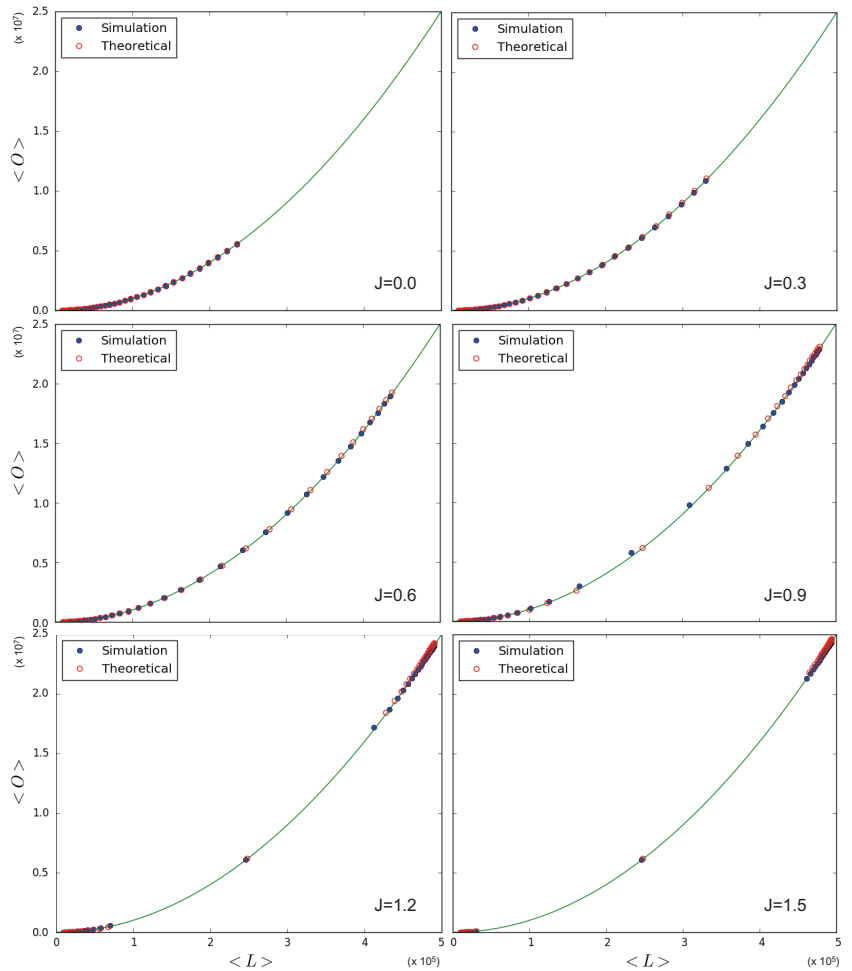 2.5
(x 10⁷)
2.0
1.5
< O >
1.0
0.5
0.0
Simulation
Theoretical
J=0.0
Simulation
Theoretical
J=0.3
2.5
(x 10⁷)
2.0
1.5
< O >
1.0
0.5
0.0
Simulation
Theoretical
J=0.6
Simulation
Theoretical
J=0.9
2.5
(x 10⁷)
2.0
1.5
< O >
1.0
0.5
0.0
Simulation
Theoretical
J=1.2
Simulation
Theoretical
J=1.5
0 1 2 3 4 5
< L > (x 10⁵)
0 1 2 3 4 5
< L > (x 10⁵)